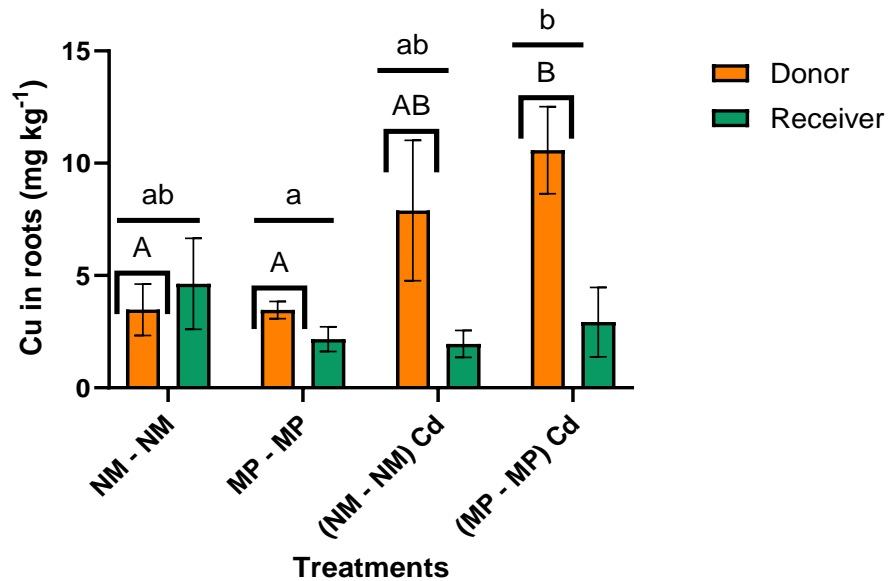 Cu in roots (mg kg⁻¹)
15
10
5
0
ab
A
a
A
ab
AB
b
B
Donor
Receiver
NM - NM
MP - MP
(NM - NM) Cd
(MP - MP) Cd
Treatments